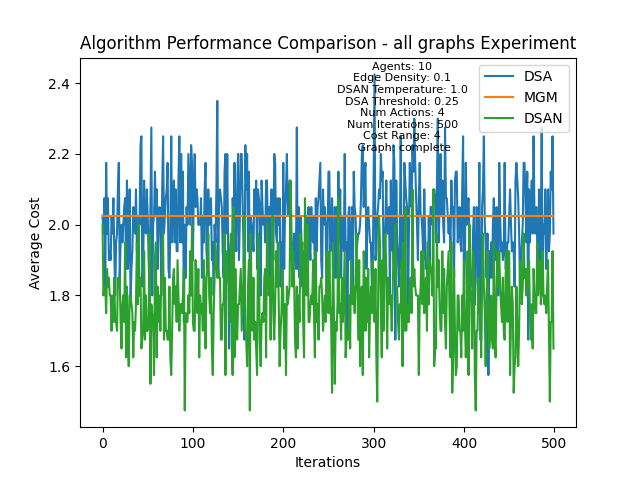 Algorithm Performance Comparison - all graphs Experiment
Agents: 10
Edge Density: 0.1
DSAN Temperature: 1.0
DSA Threshold: 0.25
Num Actions: 4
Num Iterations: 500
Cost Range: 4
Graph: complete
DSA
MGM
DSAN
Average Cost
2.4
2.2
2.0
1.8
1.6
0
100
200
300
400
500
Iterations